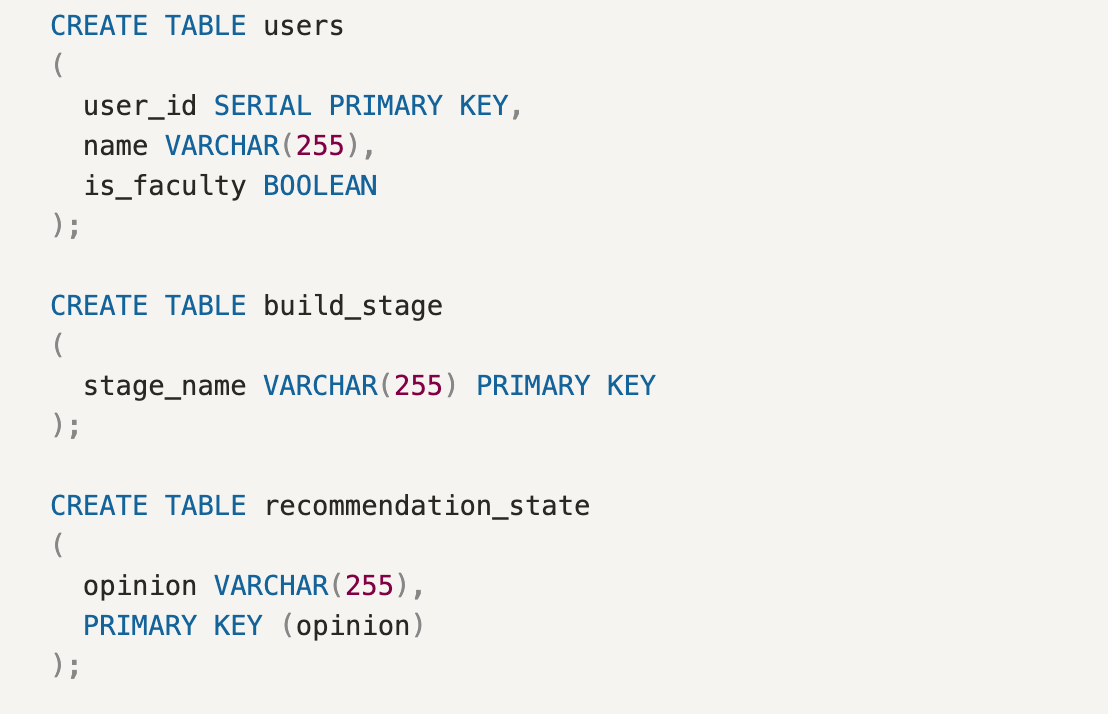 CREATE TABLE users
(
  user_id SERIAL PRIMARY KEY,
  name VARCHAR(255),
  is_faculty BOOLEAN
);

CREATE TABLE build_stage
(
  stage_name VARCHAR(255) PRIMARY KEY
);

CREATE TABLE recommendation_state
(
  opinion VARCHAR(255),
  PRIMARY KEY (opinion)
);